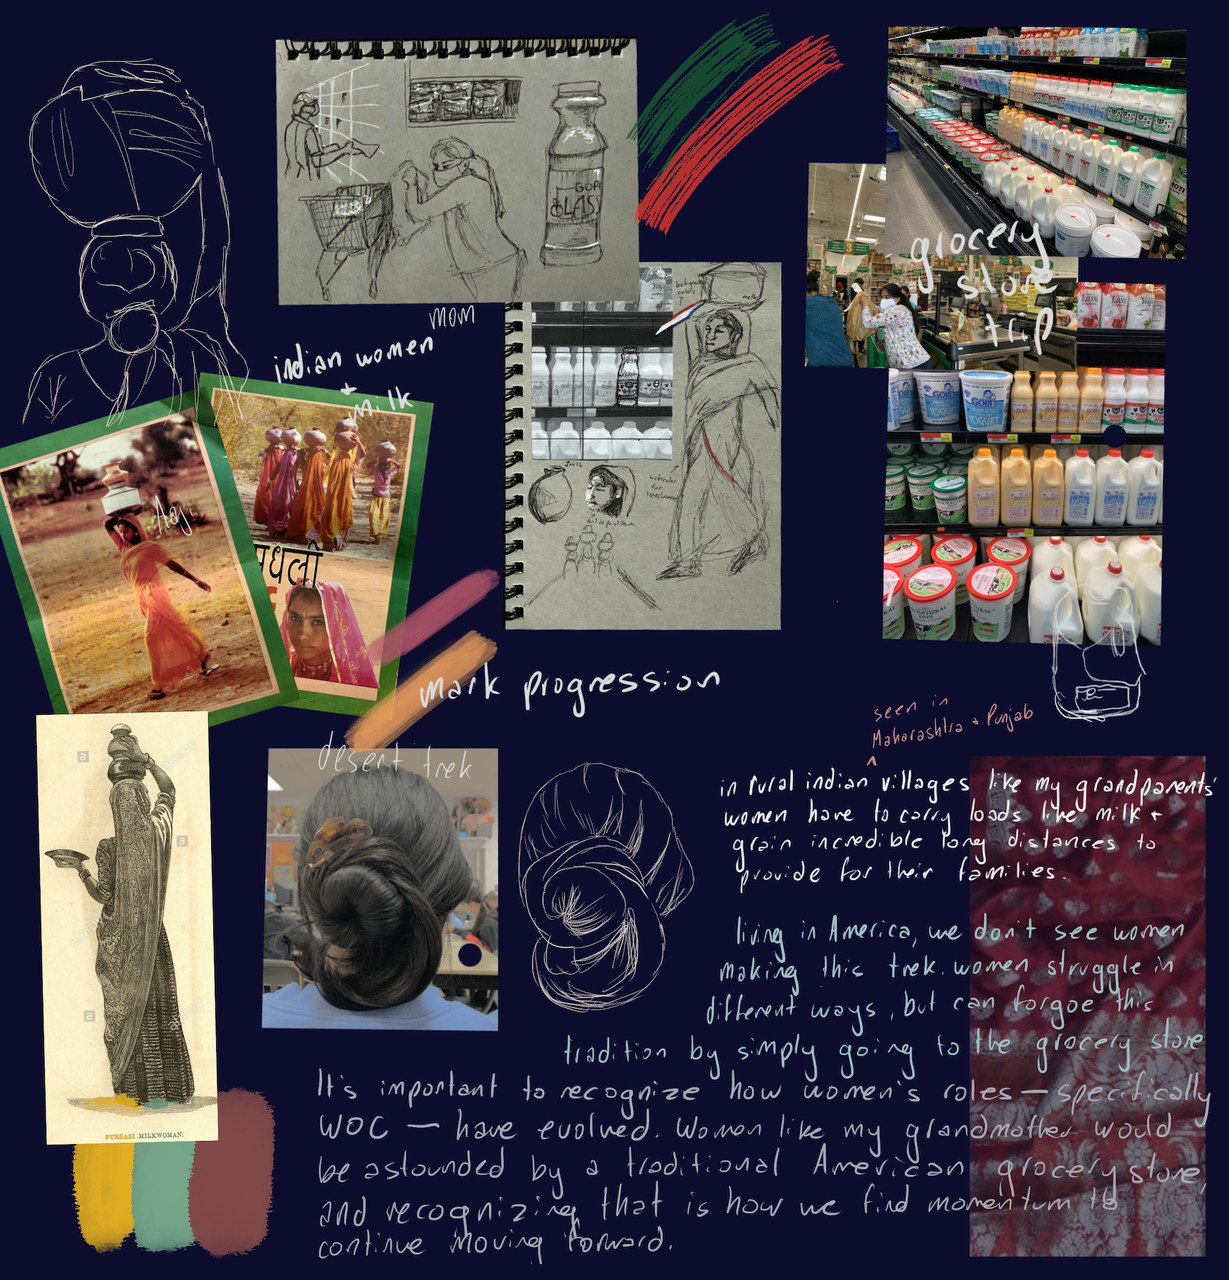 GOPI
LASSI
grocery
store
trip
3
mom
indian women
+
milk
Aaji
milk
GOPI
YOGURT
Lassi
NATURAL
mark progression
desert trek
seen in
Maharashtra + Punjab
^
in rural indian villages like my grandparents'
women have to carry loads like milk +
grain incredible long distances to
provide for their families.
living in America, we don't see women
making this trek. women struggle in
different ways, but can forgoe this
tradition by simply going to the grocery store
It's important to recognize how women's roles — specifically
WOC — have evolved. Women like my grandmother would
be astounded by a traditional American grocery store,
and recognizing that is how we find momentum to
continue moving forward.
PURDASI MILKWOMAN.
a
alamy